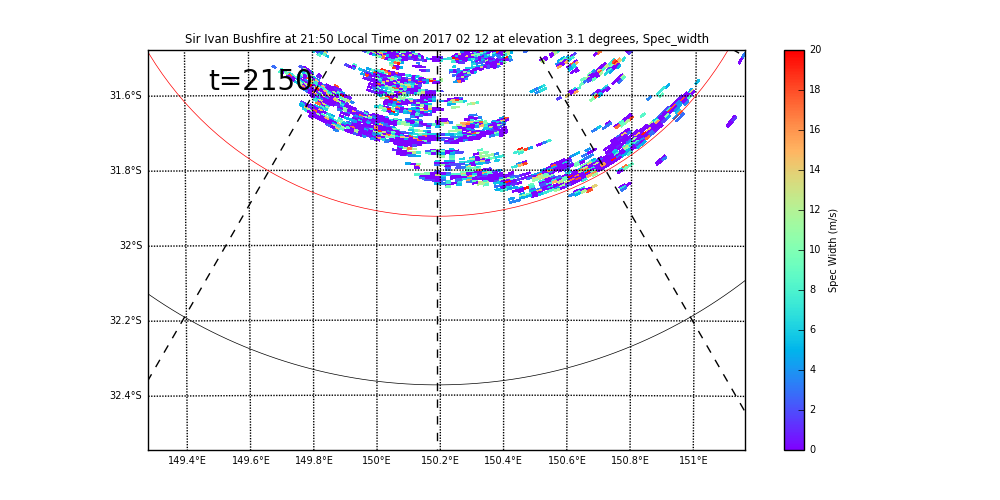 Sir Ivan Bushfire at 21:50 Local Time on 2017 02 12 at elevation 3.1 degrees, Spec_width
t=2150
31.6°S
31.8°S
32°S
32.2°S
32.4°S
149.4°E 149.6°E 149.8°E 150°E 150.2°E 150.4°E 150.6°E 150.8°E 151°E
20
18
16
14
12
10
8
6
4
2
0
Spec Width (m/s)